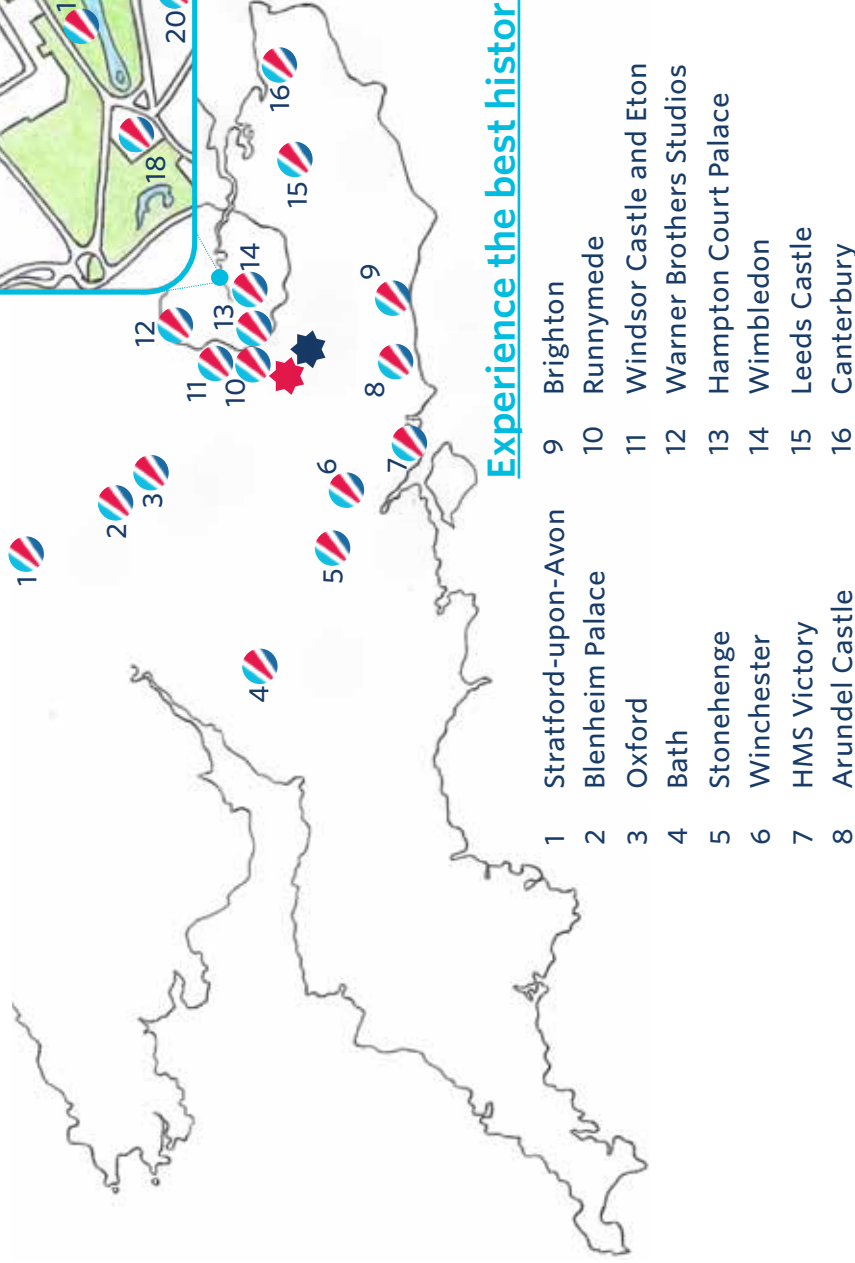 1
2
12
3
18
20
11
13
10
14
4
16
15
6
5
9
8
7
Experience the best histor
1 Stratford-upon-Avon
2 Blenheim Palace
3 Oxford
4 Bath
5 Stonehenge
6 Winchester
7 HMS Victory
8 Arundel Castle
9 Brighton
10 Runnymede
11 Windsor Castle and Eton
12 Warner Brothers Studios
13 Hampton Court Palace
14 Wimbledon
15 Leeds Castle
16 Canterbury